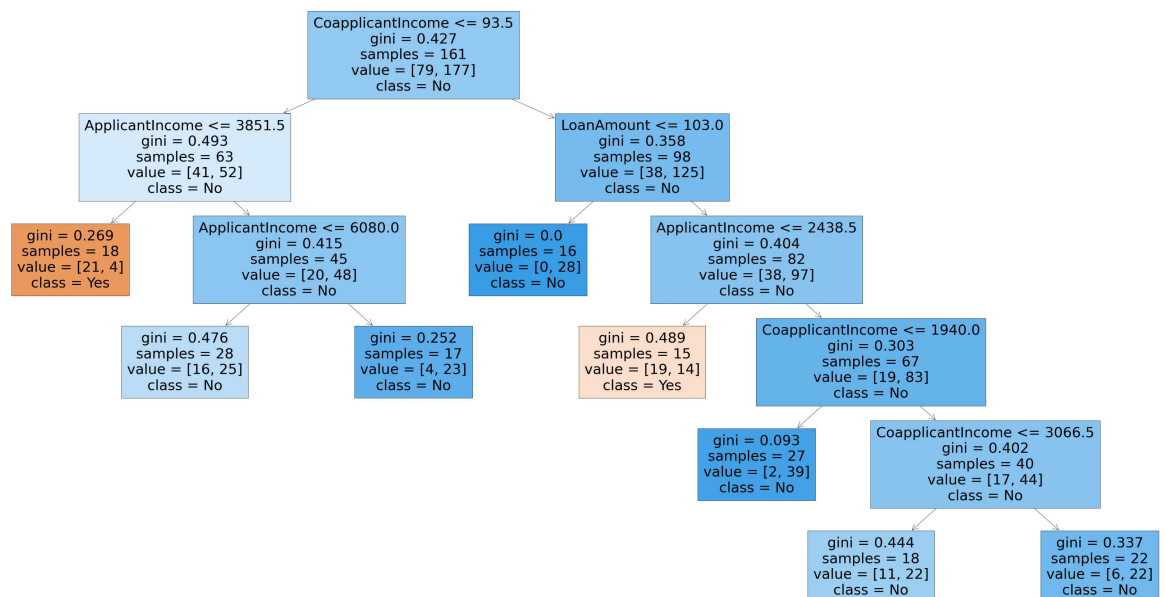 CoapplicantIncome <= 93.5
gini = 0.427
samples = 161
value = [79, 177]
class = No
ApplicantIncome <= 3851.5
gini = 0.493
samples = 63
value = [41, 52]
class = No
LoanAmount <= 103.0
gini = 0.358
samples = 98
value = [38, 125]
class = No
gini = 0.269
samples = 18
value = [21, 4]
class = Yes
ApplicantIncome <= 6080.0
gini = 0.415
samples = 45
value = [20, 48]
class = No
gini = 0.0
samples = 16
value = [0, 28]
class = No
ApplicantIncome <= 2438.5
gini = 0.404
samples = 82
value = [38, 97]
class = No
gini = 0.476
samples = 28
value = [16, 25]
class = No
gini = 0.252
samples = 17
value = [4, 23]
class = No
gini = 0.489
samples = 15
value = [19, 14]
class = Yes
CoapplicantIncome <= 1940.0
gini = 0.303
samples = 67
value = [19, 83]
class = No
gini = 0.093
samples = 27
value = [2, 39]
class = No
CoapplicantIncome <= 3066.5
gini = 0.402
samples = 40
value = [17, 44]
class = No
gini = 0.444
samples = 18
value = [11, 22]
class = No
gini = 0.337
samples = 22
value = [6, 22]
class = No